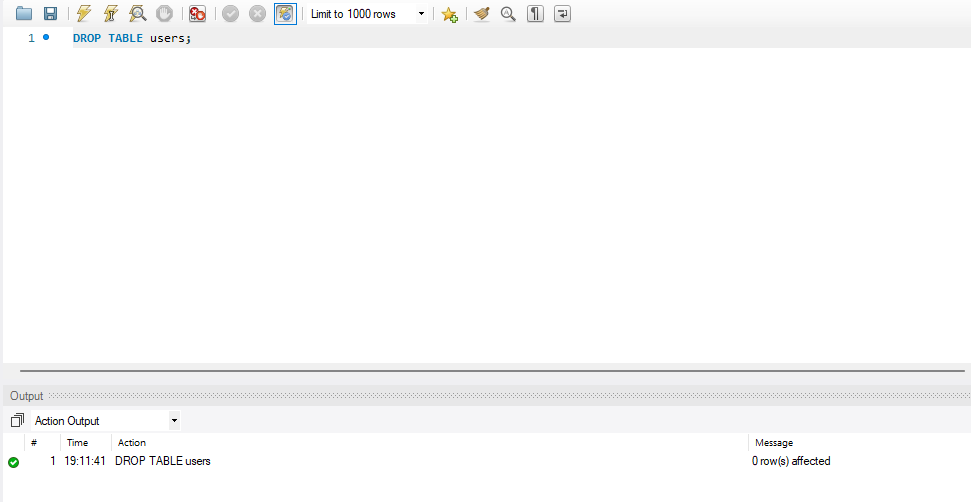 Limit to 1000 rows
1 DROP TABLE users;
Output
Action Output
# Time Action Message
1 19:11:41 DROP TABLE users 0 row(s) affected